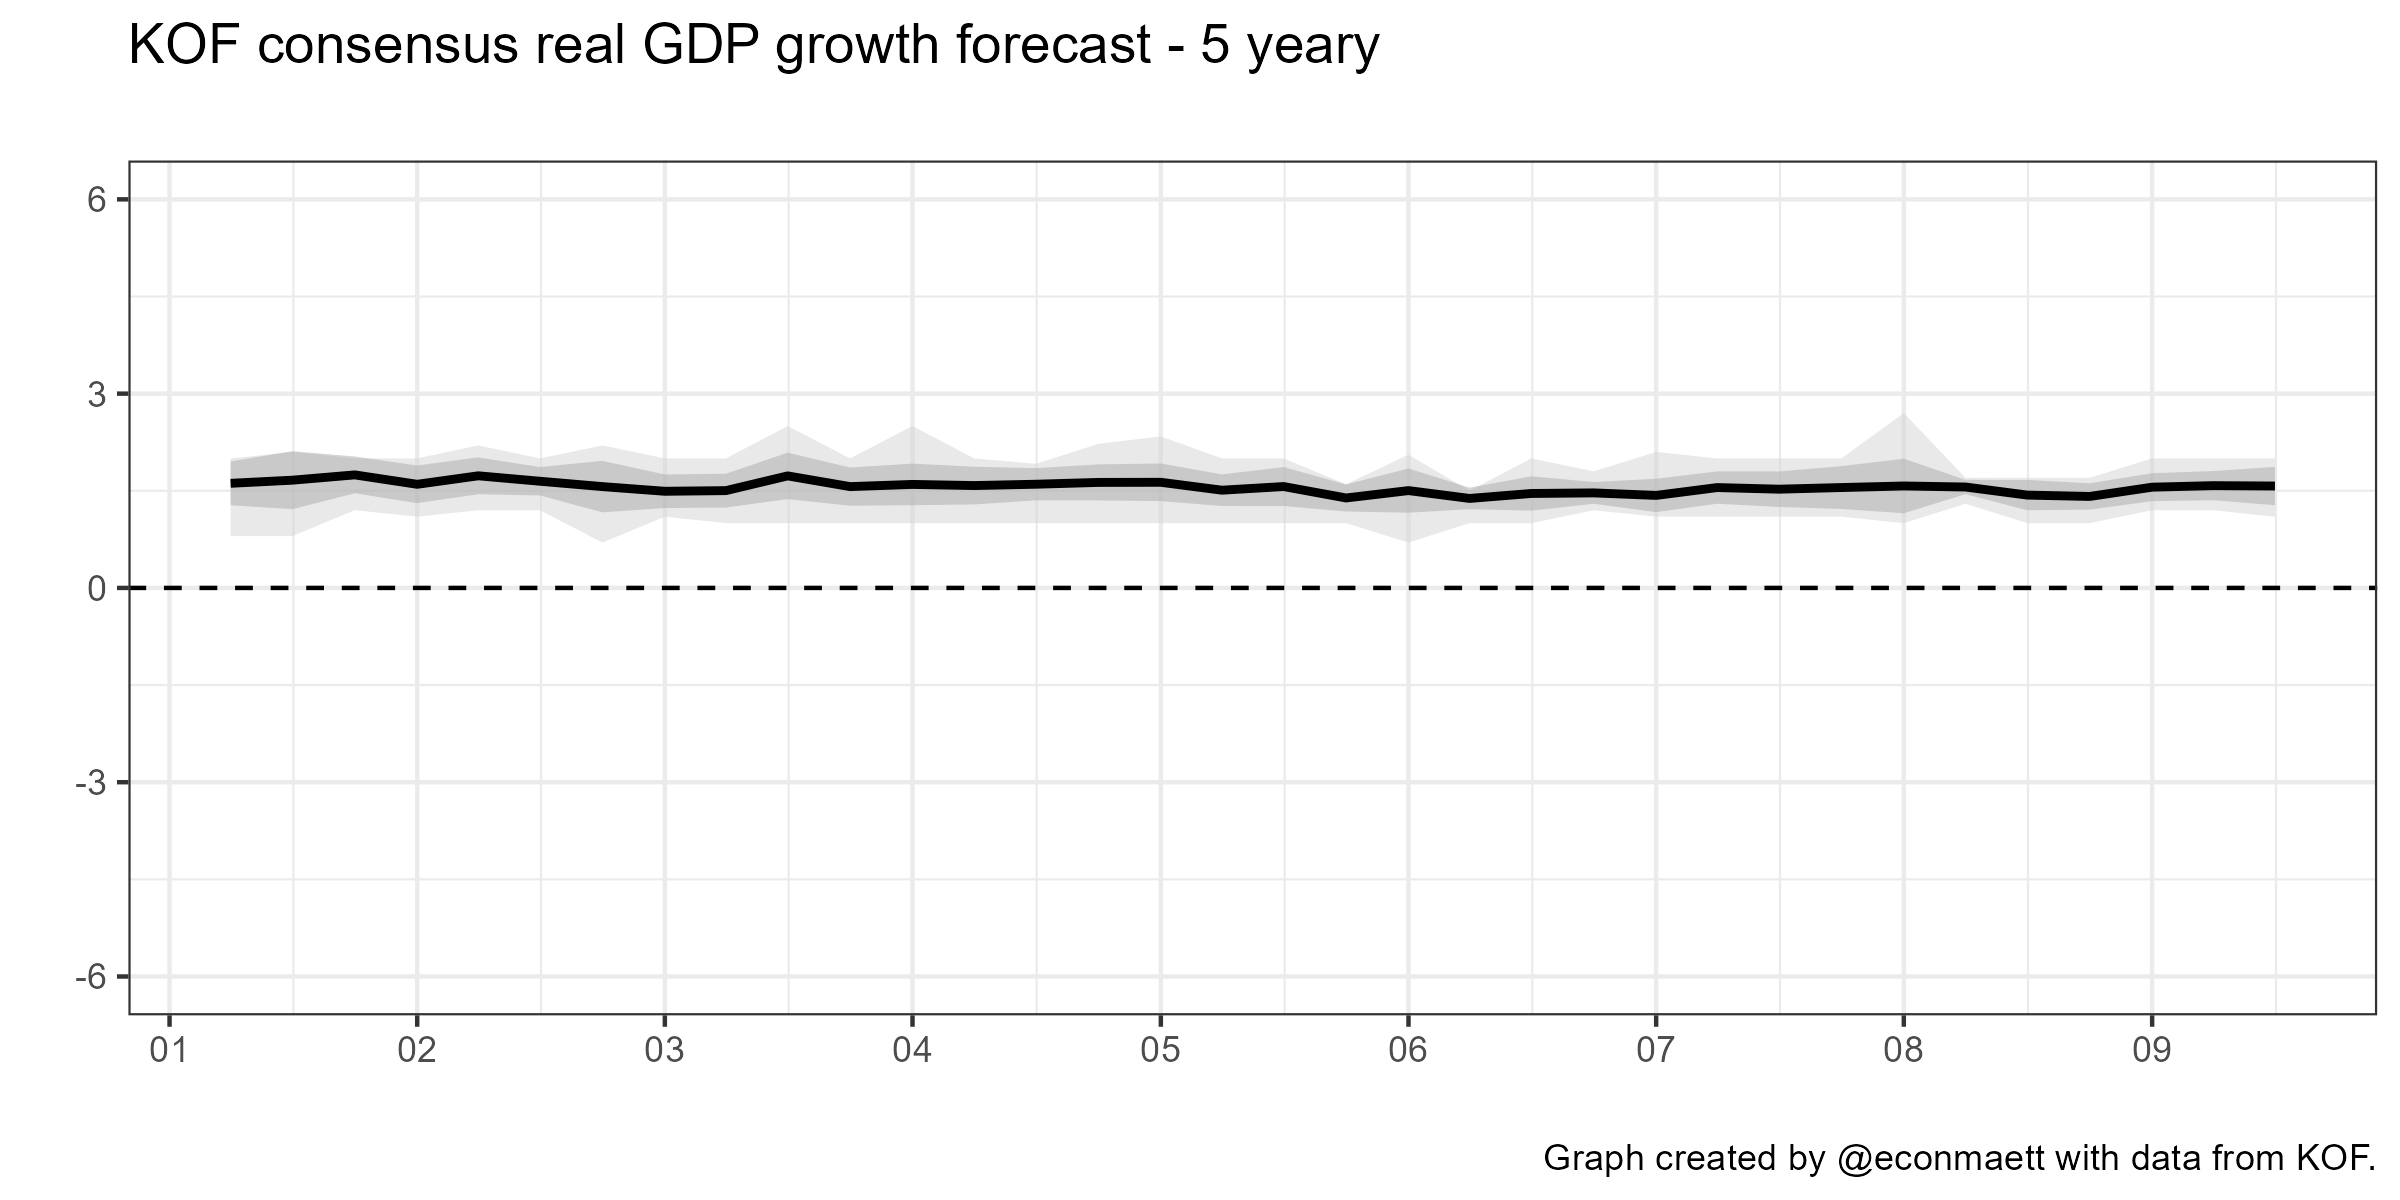 KOF consensus real GDP growth forecast - 5 yeary
6
3
0
-3
-6
01 02 03 04 05 06 07 08 09
Graph created by @econmaett with data from KOF.